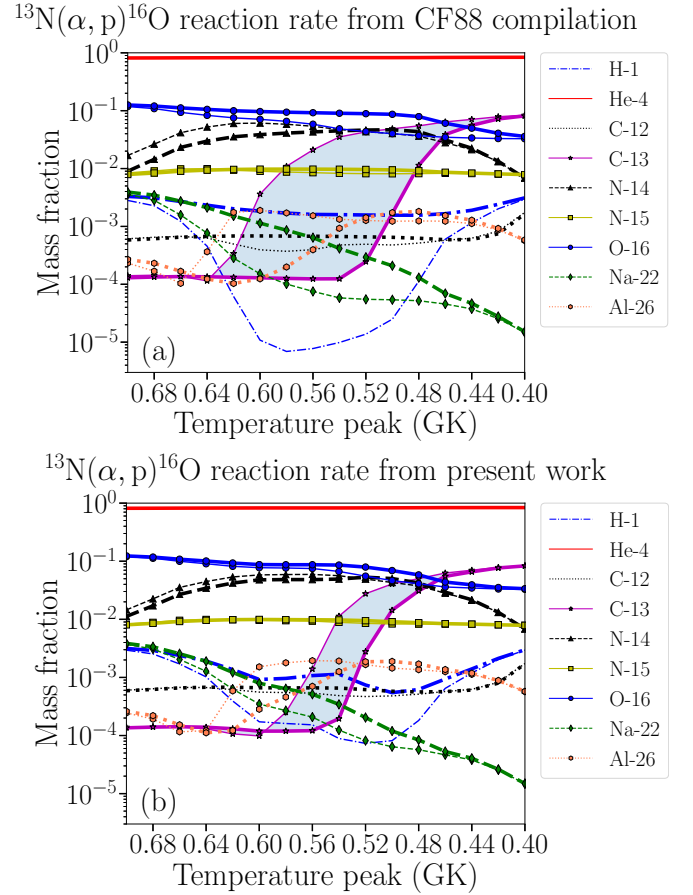 ¹³N(α, p)¹⁶O reaction rate from CF88 compilation
10⁰
10⁻¹
10⁻²
10⁻³
10⁻⁴
10⁻⁵
Mass fraction
(a)
0.68 0.64 0.60 0.56 0.52 0.48 0.44 0.40
Temperature peak (GK)
H-1
He-4
C-12
C-13
N-14
N-15
O-16
Na-22
Al-26
¹³N(α, p)¹⁶O reaction rate from present work
10⁰
10⁻¹
10⁻²
10⁻³
10⁻⁴
10⁻⁵
Mass fraction
(b)
0.68 0.64 0.60 0.56 0.52 0.48 0.44 0.40
Temperature peak (GK)
H-1
He-4
C-12
C-13
N-14
N-15
O-16
Na-22
Al-26